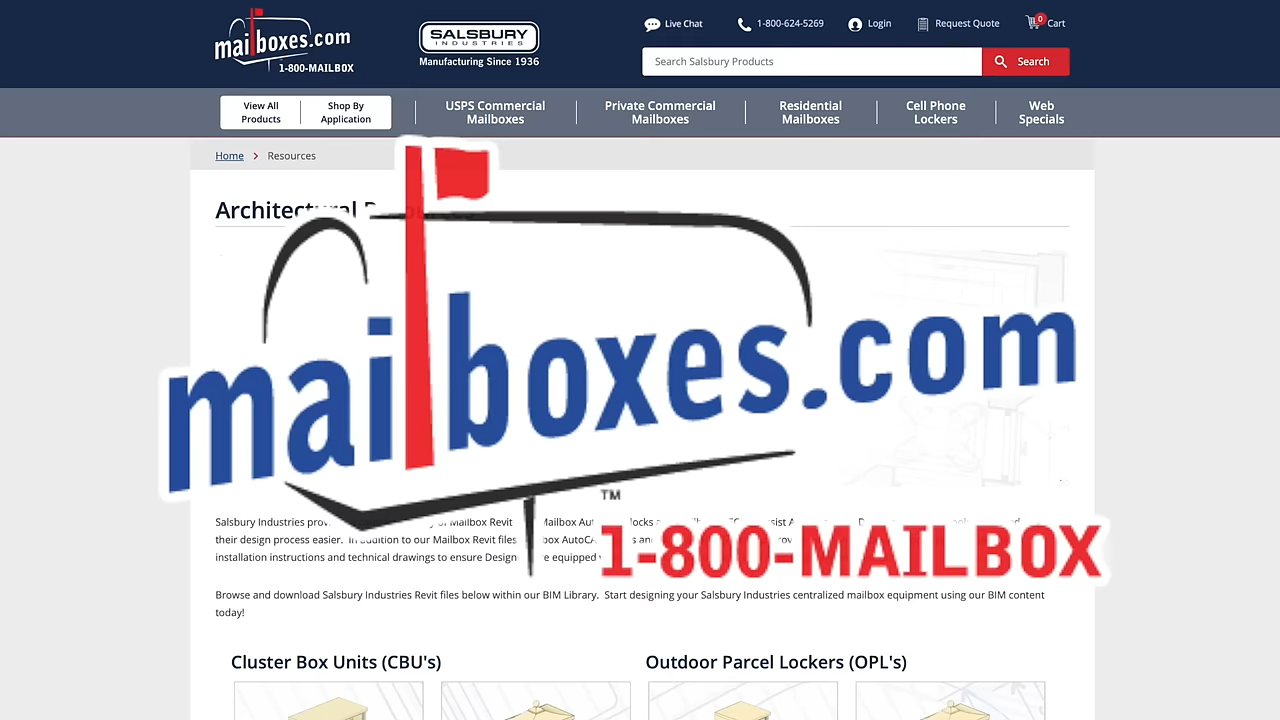 mailboxes.com
1-800-MAILBOX
SALSBURY
INDUSTRIES
Manufacturing Since 1936
Live Chat
1-800-624-5269
Login
Request Quote
0
Cart
Search Salsbury Products
Search
View All
Products
Shop By
Application
USPS Commercial
Mailboxes
Private Commercial
Mailboxes
Residential
Mailboxes
Cell Phone
Lockers
Web
Specials
Home
Resources
mailboxes.com
TM
1-800-MAILBOX
Salsbury Industries Mailbox Revit Mailbox
their design process easier. In addition to our Mailbox Revit files
installation instructions and technical drawings to ensure Design equipped
Browse and download Salsbury Industries Revit files below within our BIM Library. Start designing your Salsbury Industries centralized mailbox equipment using our BIM content
today!
Cluster Box Units (CBU's)
Outdoor Parcel Lockers (OPL's)